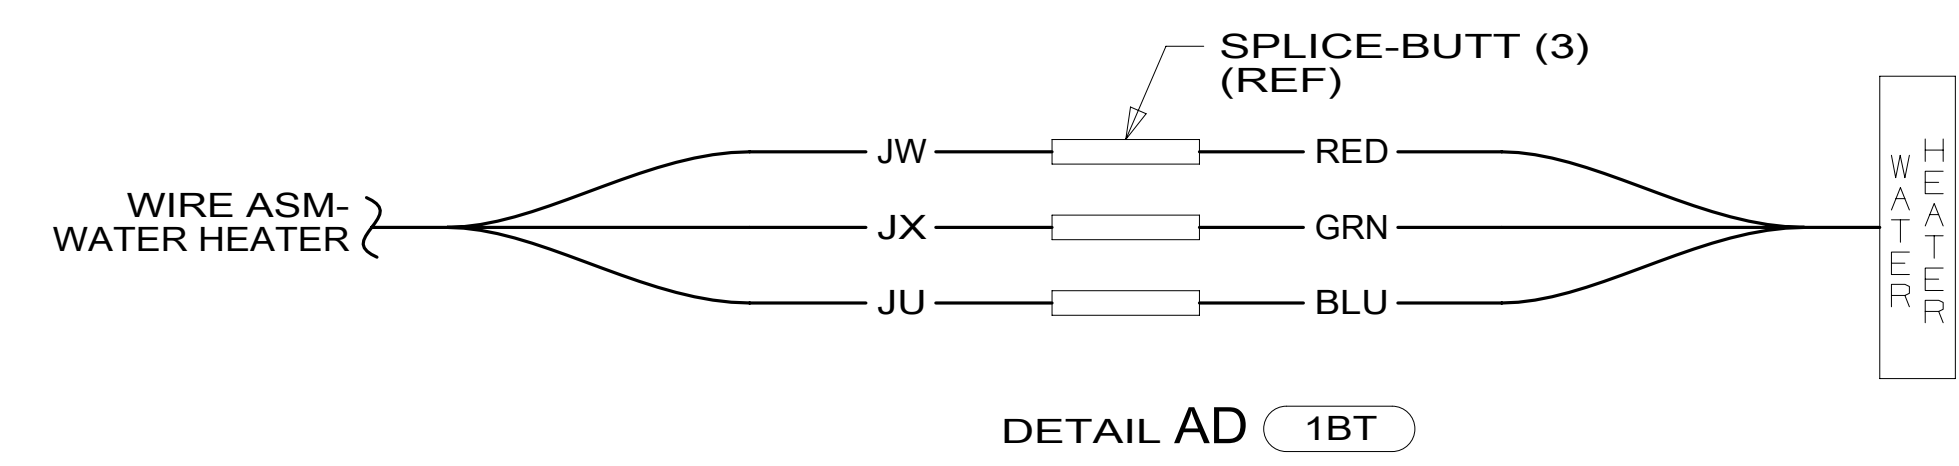 SPLICE-BUTT (3)
(REF)
WIRE ASM-
WATER HEATER
JW
RED
JX
GRN
JU
BLU
WATER
HEATER
DETAIL AD 1BT